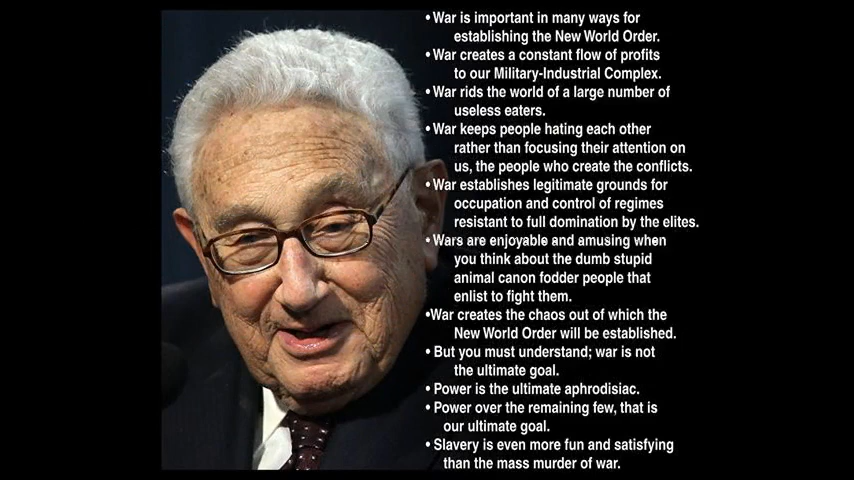 • War is important in many ways for
establishing the New World Order.
• War creates a constant flow of profits
to our Military-Industrial Complex.
• War rids the world of a large number of
useless eaters.
• War keeps people hating each other
rather than focusing their attention on
us, the people who create the conflicts.
• War establishes legitimate grounds for
occupation and control of regimes
resistant to full domination by the elites.
• Wars are enjoyable and amusing when
you think about the dumb stupid
animal canon fodder people that
enlist to fight them.
•War creates the chaos out of which the
New World Order will be established.
• But you must understand; war is not
the ultimate goal.
• Power is the ultimate aphrodisiac.
• Power over the remaining few, that is
our ultimate goal.
• Slavery is even more fun and satisfying
than the mass murder of war.